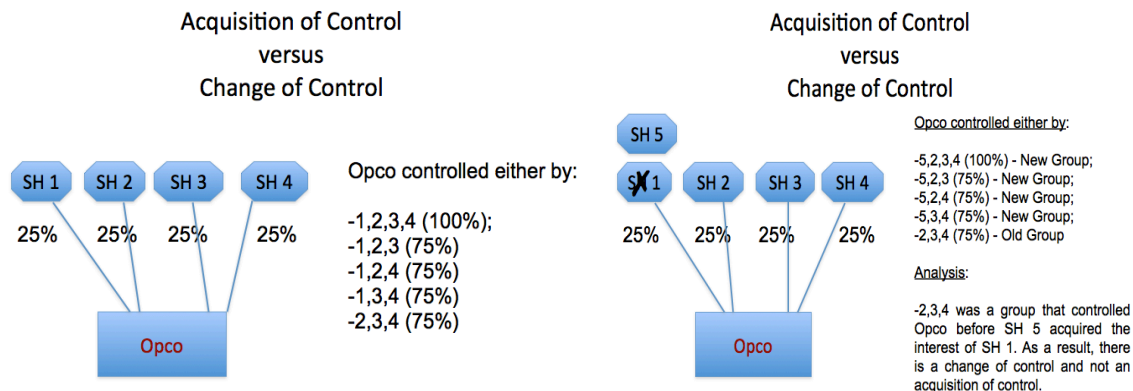 Acquisition of Control
versus
Change of Control
SH 1
SH 2
SH 3
SH 4
25%
25%
25%
25%
Opco
Opco controlled either by:
-1,2,3,4 (100%);
-1,2,3 (75%)
-1,2,4 (75%)
-1,3,4 (75%)
-2,3,4 (75%)
Acquisition of Control
versus
Change of Control
SH 5
SH 1
SH 2
SH 3
SH 4
25%
25%
25%
25%
Opco
Opco controlled either by:
-5,2,3,4 (100%) - New Group;
-5,2,3 (75%) - New Group;
-5,2,4 (75%) - New Group;
-5,3,4 (75%) - New Group;
-2,3,4 (75%) - Old Group
Analysis:
-2,3,4 was a group that controlled
Opco before SH 5 acquired the
interest of SH 1. As a result, there
is a change of control and not an
acquisition of control.